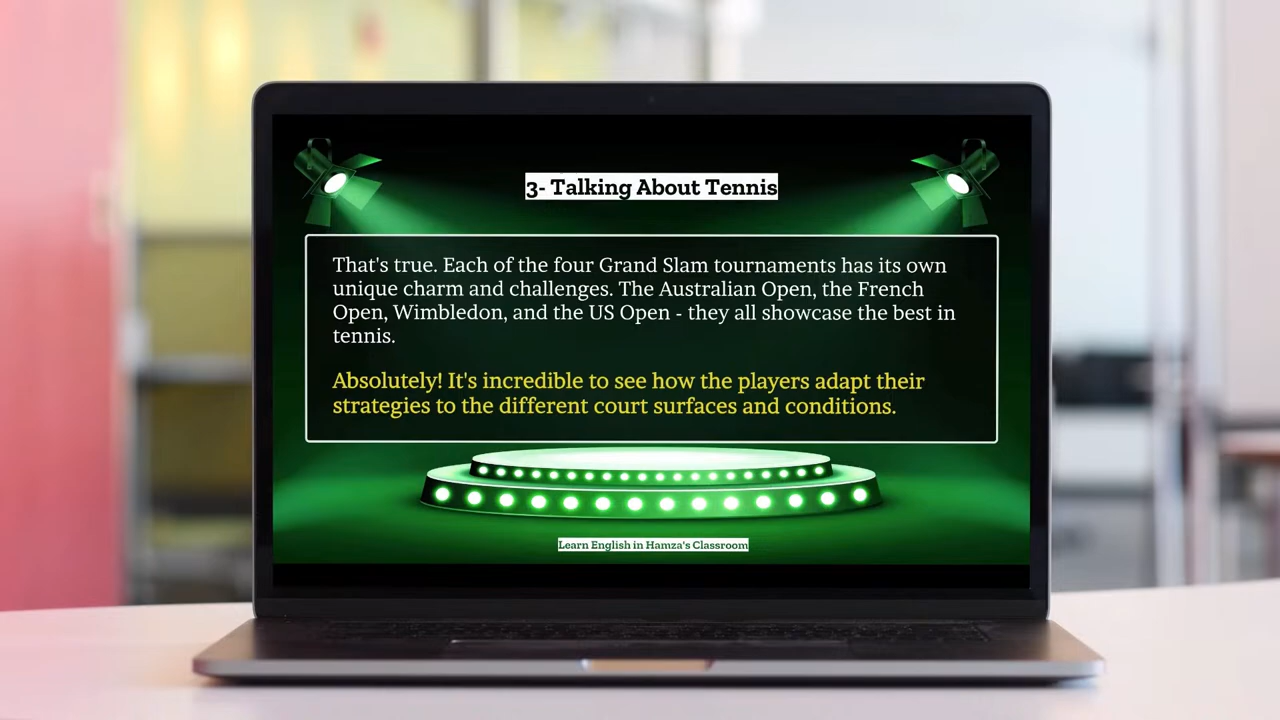 3- Talking About Tennis
That's true. Each of the four Grand Slam tournaments has its own
unique charm and challenges. The Australian Open, the French
Open, Wimbledon, and the US Open - they all showcase the best in
tennis.
Absolutely! It's incredible to see how the players adapt their
strategies to the different court surfaces and conditions.
Learn English in Hamza's Classroom